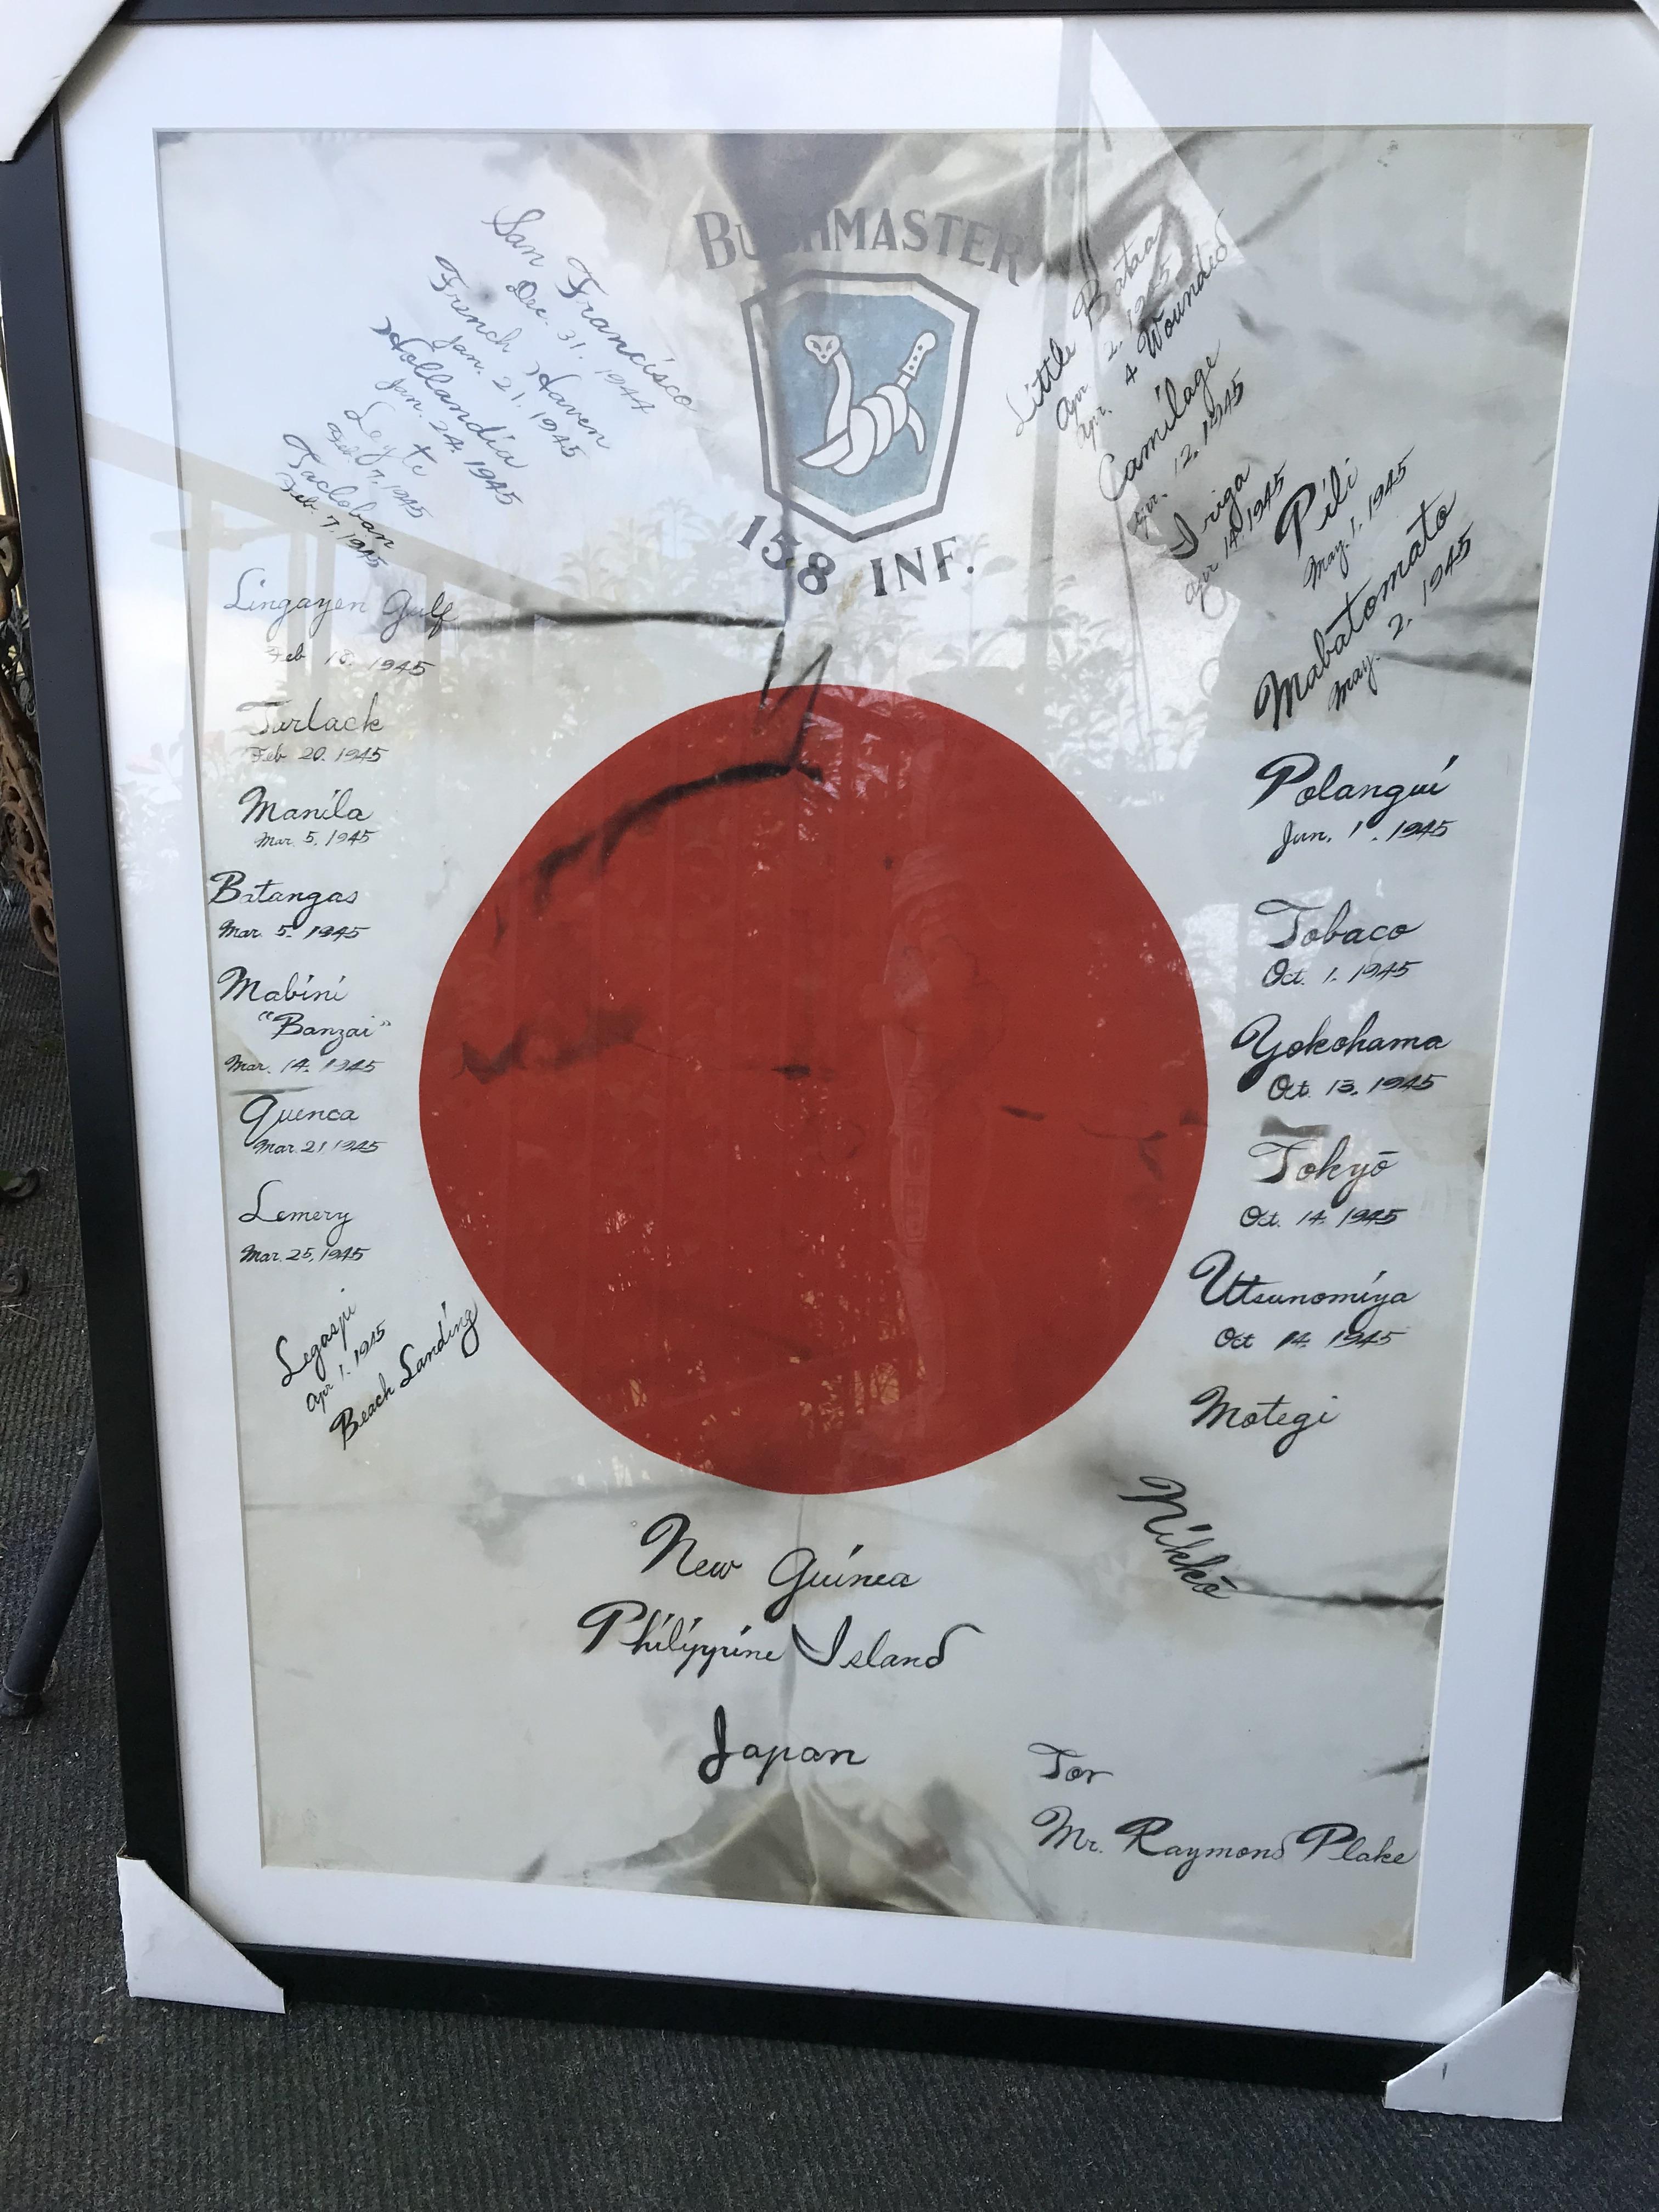 BUSHMASTER
158 INF.
San Francisco
Dec. 31. 1944
French Haven
Jan. 21. 1945
Hollandia
Jan. 24. 1945
Leyte
Feb. 7. 1945
Tacloban
Feb. 7. 1945
Lingayen Gulf
Feb 18. 1945
Tarlack
Feb 20. 1945
Manila
Mar. 5. 1945
Batangas
Mar. 5. 1945
Mabini
"Banzai"
Mar. 14. 1945
Quenca
Mar. 21 1945
Lemery
Mar. 25, 1945
Legaspi
Apr 1. 1945
Beach Landing
Little Bataan
Apr. 2. 1945
Apr. 4 Wounded
Camilage
Apr. 12. 1945
Iriga
Apr 14 1945
Pili
May. 1. 1945
Mabatomato
May. 2. 1945
Polangui
Jun. 1. 1945
Tobaco
Oct. 1. 1945
Yokohama
Oct. 13. 1945
Tokyō
Oct. 14. 1945
Utsunomiya
Oct 14. 1945
Motegi
Nikkō
New Guinea
Philippine Island
Japan
For
Mr. Raymond Plake